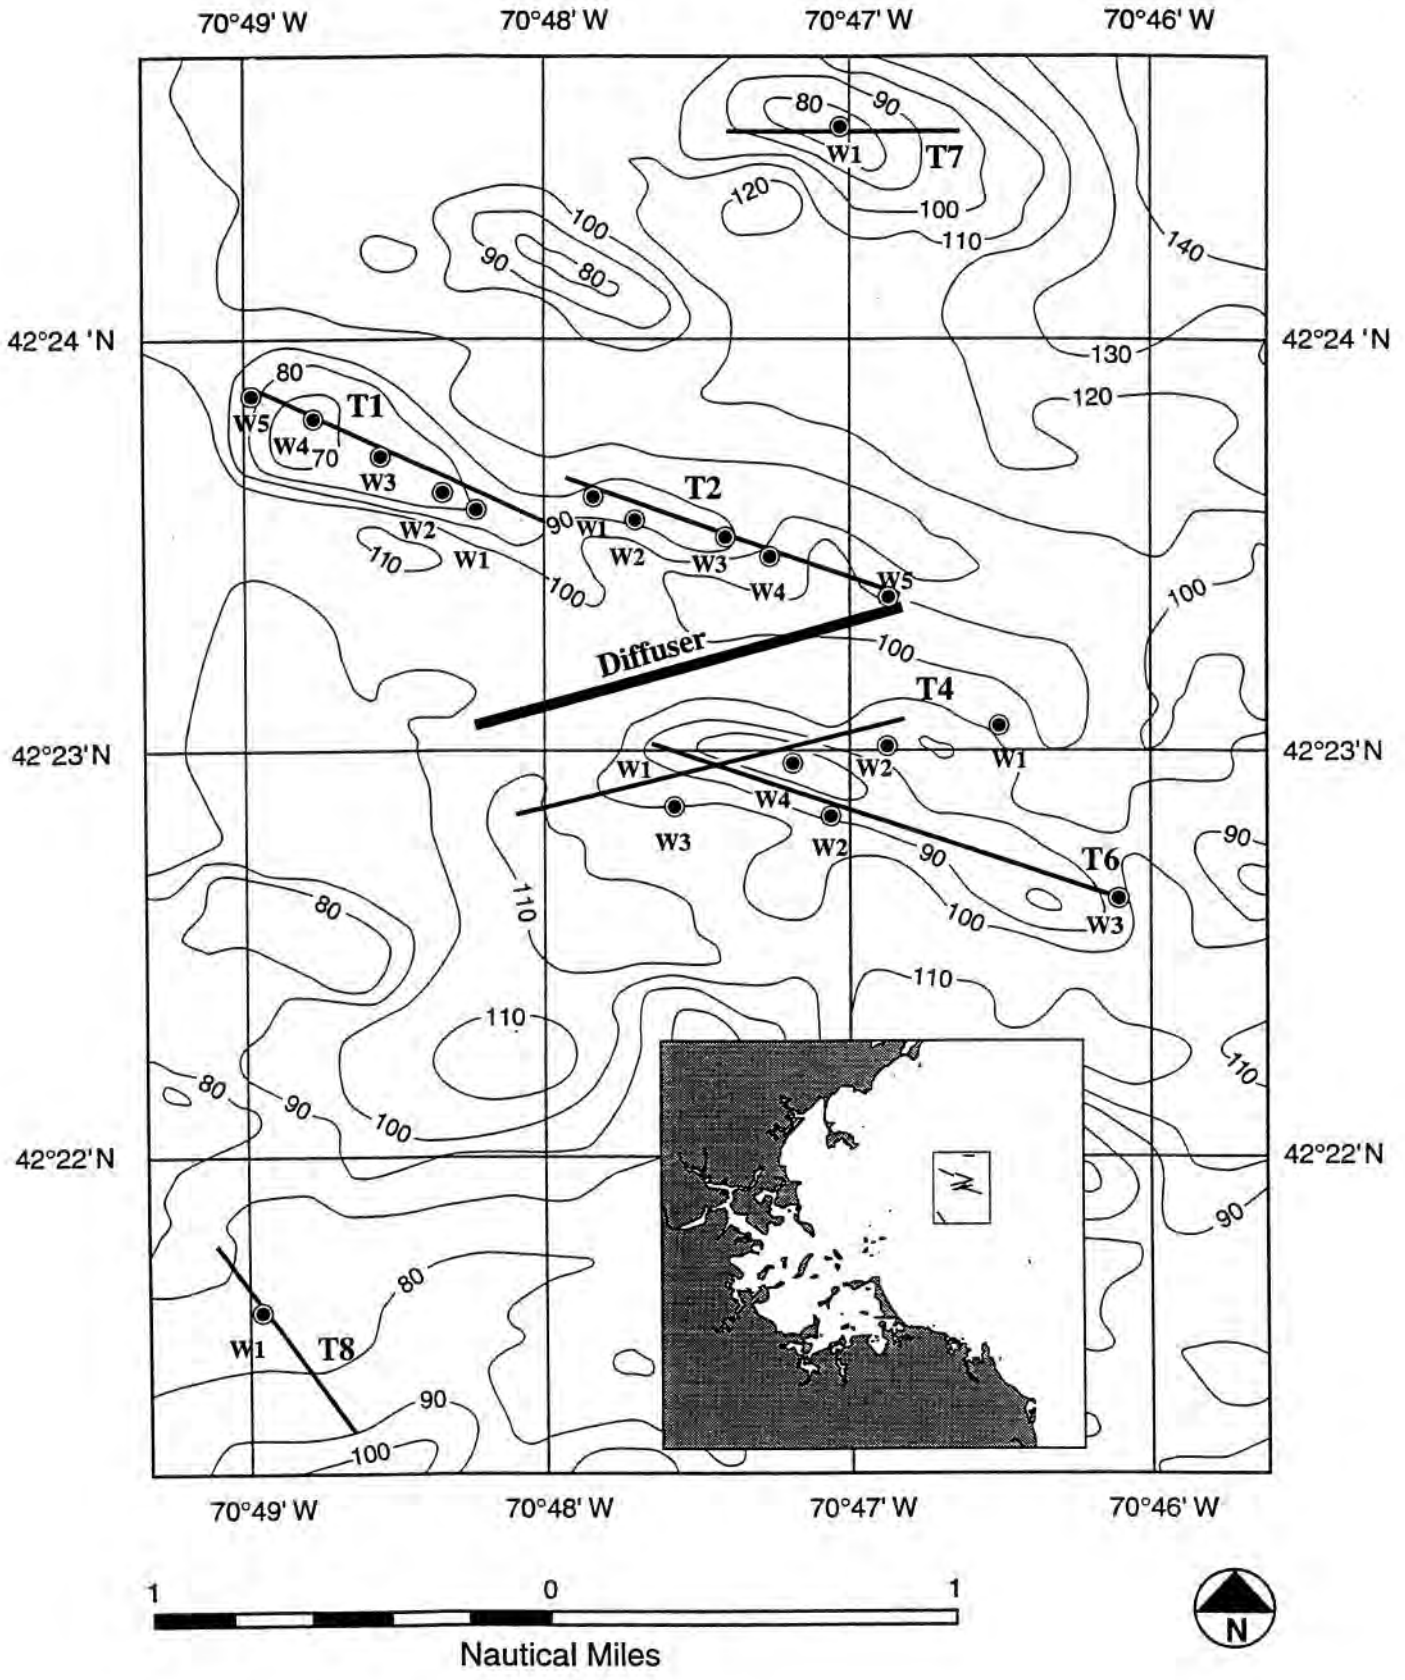 70°49' W 70°48' W 70°47' W 70°46' W
80 90
W1 T7
120
100 100
110
90 80 140
42°24 'N 42°24 'N
130
80
T1 120
W5
W4 70
W3 T2
W2 90 W1
W1 W2 W3
110 W4 W5
100 100
Diffuser 100
T4
42°23'N 42°23'N
W1 W2 W1
W4
W3 W2 90 90
T6
80 110 100 W3
110
110
110
80 90
100
42°22'N 42°22'N
90
80
W1 T8
90
100
70°49' W 70°48' W 70°47' W 70°46' W
1 0 1
Nautical Miles
N